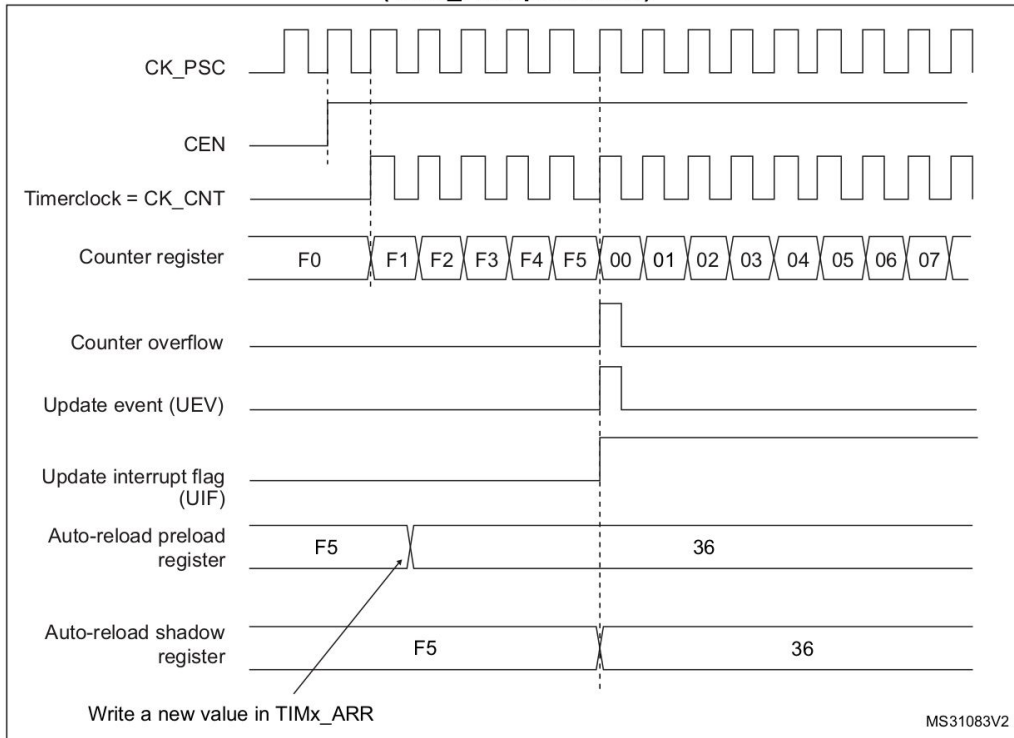 CK_PSC
CEN
Timerclock = CK_CNT
Counter register
F0 F1 F2 F3 F4 F5 00 01 02 03 04 05 06 07
Counter overflow
Update event (UEV)
Update interrupt flag
(UIF)
Auto-reload preload
register
F5 36
Auto-reload shadow
register
F5 36
Write a new value in TIMx_ARR
MS31083V2